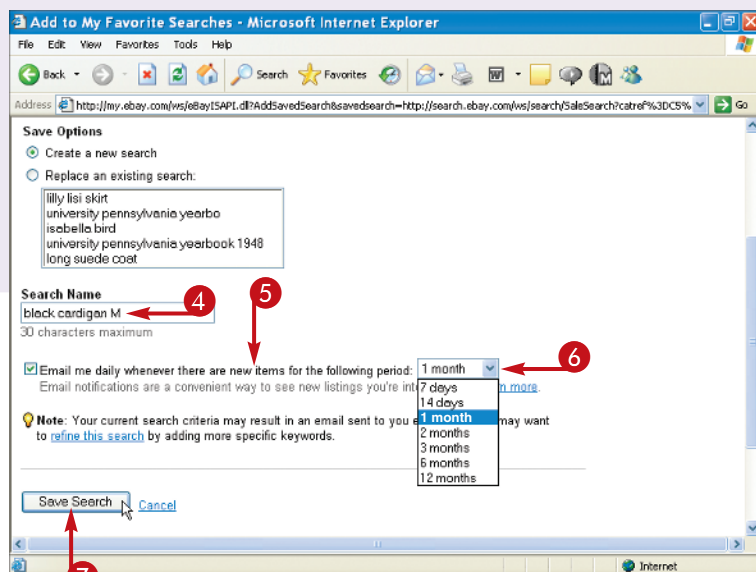 Add to My Favorite Searches - Microsoft Internet Explorer
File Edit View Favorites Tools Help
Back Search Favorites
Address http://my.ebay.com/ws/eBayISAPI.dll?AddSavedSearch&savedsearch=http://search.ebay.com/ws/search/SaleSearch?catref%3DC5% Go
Save Options
Create a new search
Replace an existing search:
lilly lisi skirt
university pennsylvania yearbo
isabella bird
university pennsylvania yearbook 1948
long suede coat
Search Name
black cardigan M
4
5
30 characters maximum
Email me daily whenever there are new items for the following period: 1 month
6
Email notifications are a convenient way to see new listings you're int n more.
7 days
14 days
1 month
2 months
3 months
6 months
12 months
Note: Your current search criteria may result in an email sent to you e may want
to refine this search by adding more specific keywords.
Save Search Cancel
7
Internet